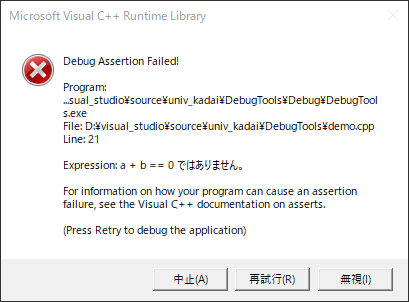 Microsoft Visual C++ Runtime Library
Debug Assertion Failed!
Program:
...sual_studio¥source¥univ_kadai¥DebugTools¥Debug¥DebugTool
s.exe
File: D:¥visual_studio¥source¥univ_kadai¥DebugTools¥demo.cpp
Line: 21
Expression: a + b == 0 ではありません。
For information on how your program can cause an assertion
failure, see the Visual C++ documentation on asserts.
(Press Retry to debug the application)
中止(A) 再試行(R) 無視(I)